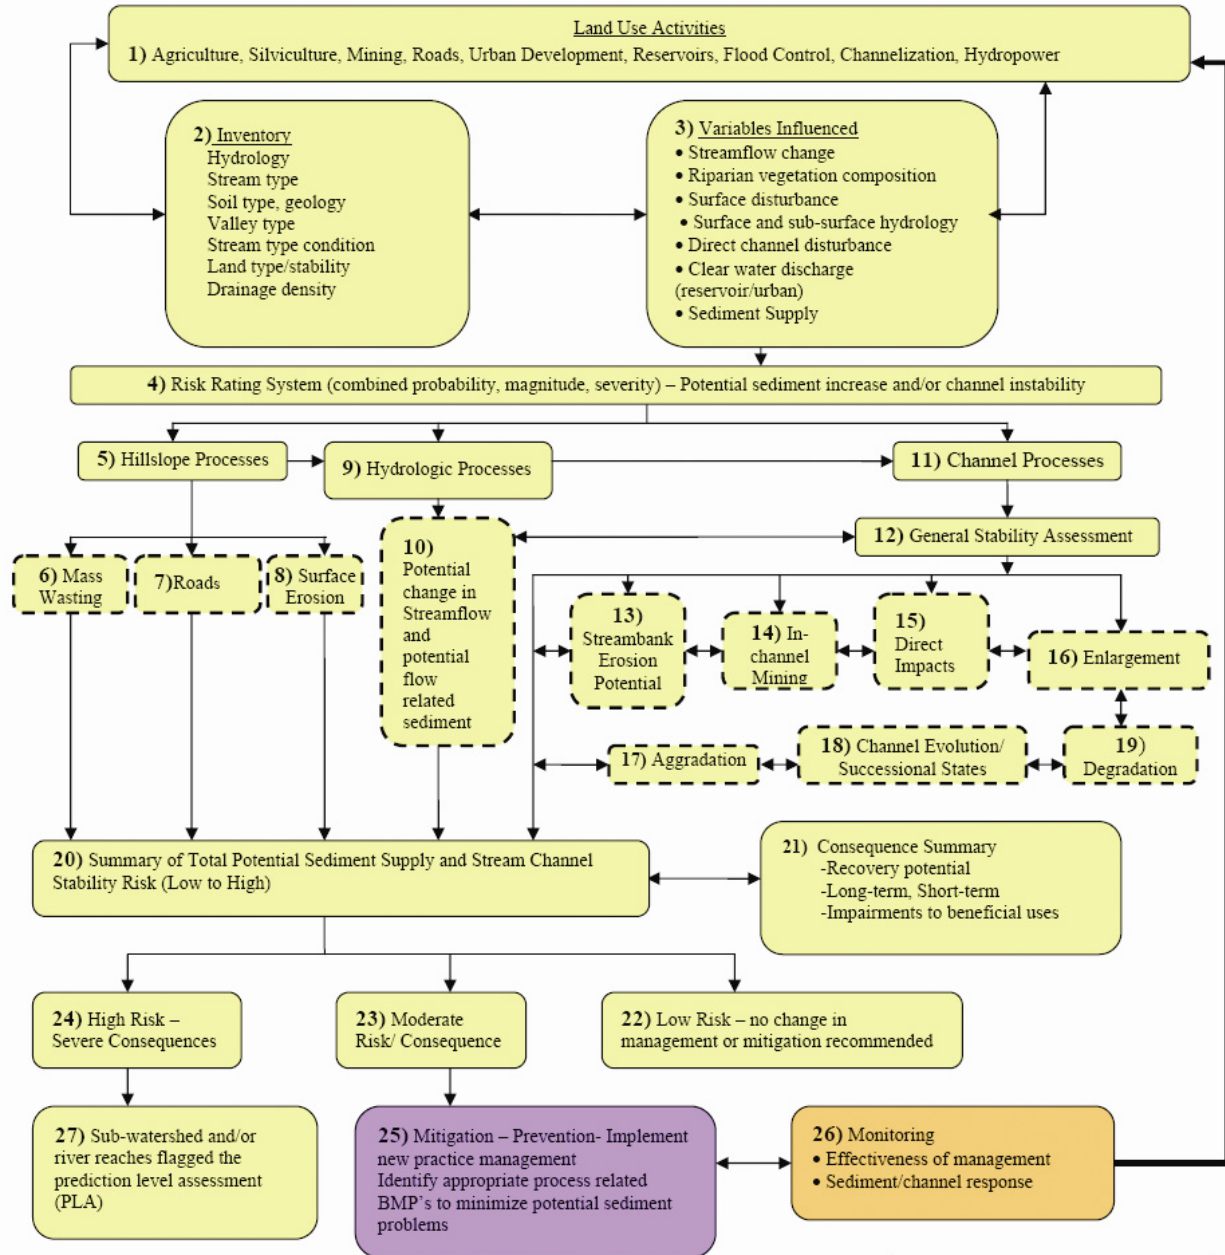 Land Use Activities
1) Agriculture, Silviculture, Mining, Roads, Urban Development, Reservoirs, Flood Control, Channelization, Hydropower
2) Inventory
Hydrology
Stream type
Soil type, geology
Valley type
Stream type condition
Land type/stability
Drainage density
3) Variables Influenced
• Streamflow change
• Riparian vegetation composition
• Surface disturbance
• Surface and sub-surface hydrology
• Direct channel disturbance
• Clear water discharge
(reservoir/urban)
• Sediment Supply
4) Risk Rating System (combined probability, magnitude, severity) – Potential sediment increase and/or channel instability
5) Hillslope Processes
9) Hydrologic Processes
11) Channel Processes
6) Mass
Wasting
7)Roads
8) Surface
Erosion
10)
Potential
change in
Streamflow
and
potential
flow
related
sediment
12) General Stability Assessment
13)
Streambank
Erosion
Potential
14) In-
channel
Mining
15)
Direct
Impacts
16) Enlargement
17) Aggradation
18) Channel Evolution/
Successional States
19)
Degradation
20) Summary of Total Potential Sediment Supply and Stream Channel
Stability Risk (Low to High)
21) Consequence Summary
-Recovery potential
-Long-term, Short-term
-Impairments to beneficial uses
24) High Risk –
Severe Consequences
23) Moderate
Risk/ Consequence
22) Low Risk – no change in
management or mitigation recommended
27) Sub-watershed and/or
river reaches flagged the
prediction level assessment
(PLA)
25) Mitigation – Prevention- Implement
new practice management
Identify appropriate process related
BMP's to minimize potential sediment
problems
26) Monitoring
• Effectiveness of management
• Sediment/channel response